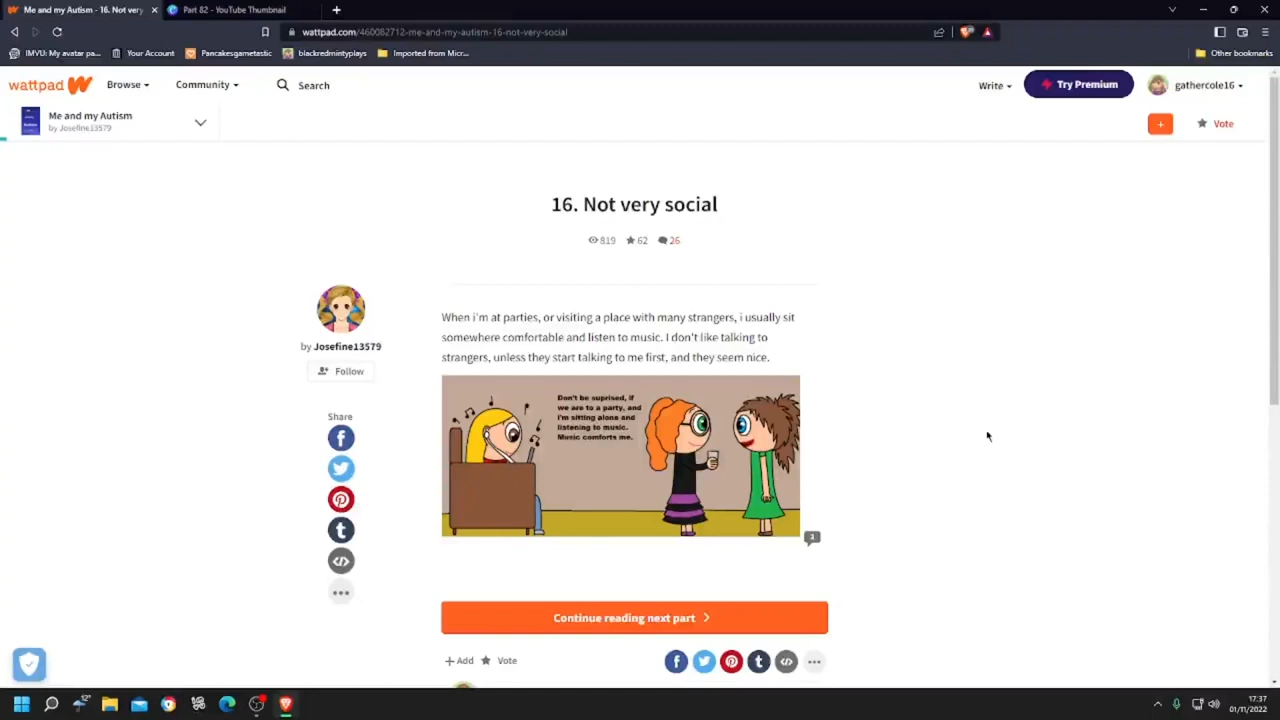 Me and my Autism - 16. Not very
Part 82 - YouTube Thumbnail
wattpad.com/460082712-me-and-my-autism-16-not-very-social
IMVU: My avatar pa...
Your Account
Pancakesgametastic
blackredmintyplays
Imported from Micr...
Other bookmarks
wattpad
Browse
Community
Search
Write
Try Premium
gathercole16
Me and my Autism
by Josefine13579
+
Vote
16. Not very social
819
62
26
When i'm at parties, or visiting a place with many strangers, i usually sit
somewhere comfortable and listen to music. I don't like talking to
strangers, unless they start talking to me first, and they seem nice.
by Josefine13579
Follow
Share
Don't be suprised, if
we are to a party, and
I'm sitting alone and
listening to music.
Music comforts me.
Continue reading next part
Add
Vote
17:37
01/11/2022